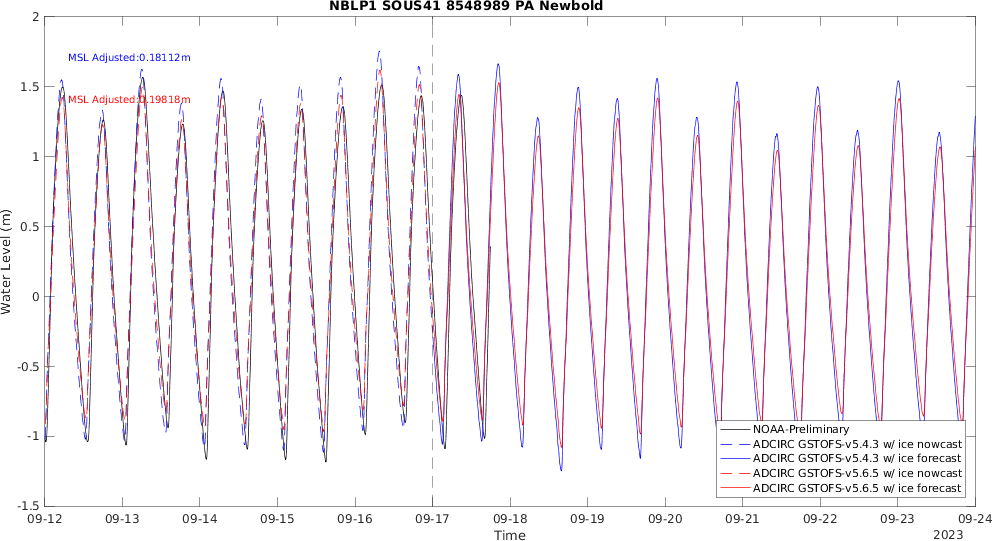 NBLP1 SOUS41 8548989 PA Newbold
MSL Adjusted:0.18112m
MSL Adjusted:0.19818m
Water Level (m)
2
1.5
1
0.5
0
-0.5
-1
-1.5
NOAA-Preliminary
ADCIRC GSTOFS-v5.4.3 w/ ice nowcast
ADCIRC GSTOFS-v5.4.3 w/ ice forecast
ADCIRC GSTOFS-v5.6.5 w/ ice nowcast
ADCIRC GSTOFS-v5.6.5 w/ ice forecast
09-12 09-13 09-14 09-15 09-16 09-17 09-18 09-19 09-20 09-21 09-22 09-23 09-24
Time
2023